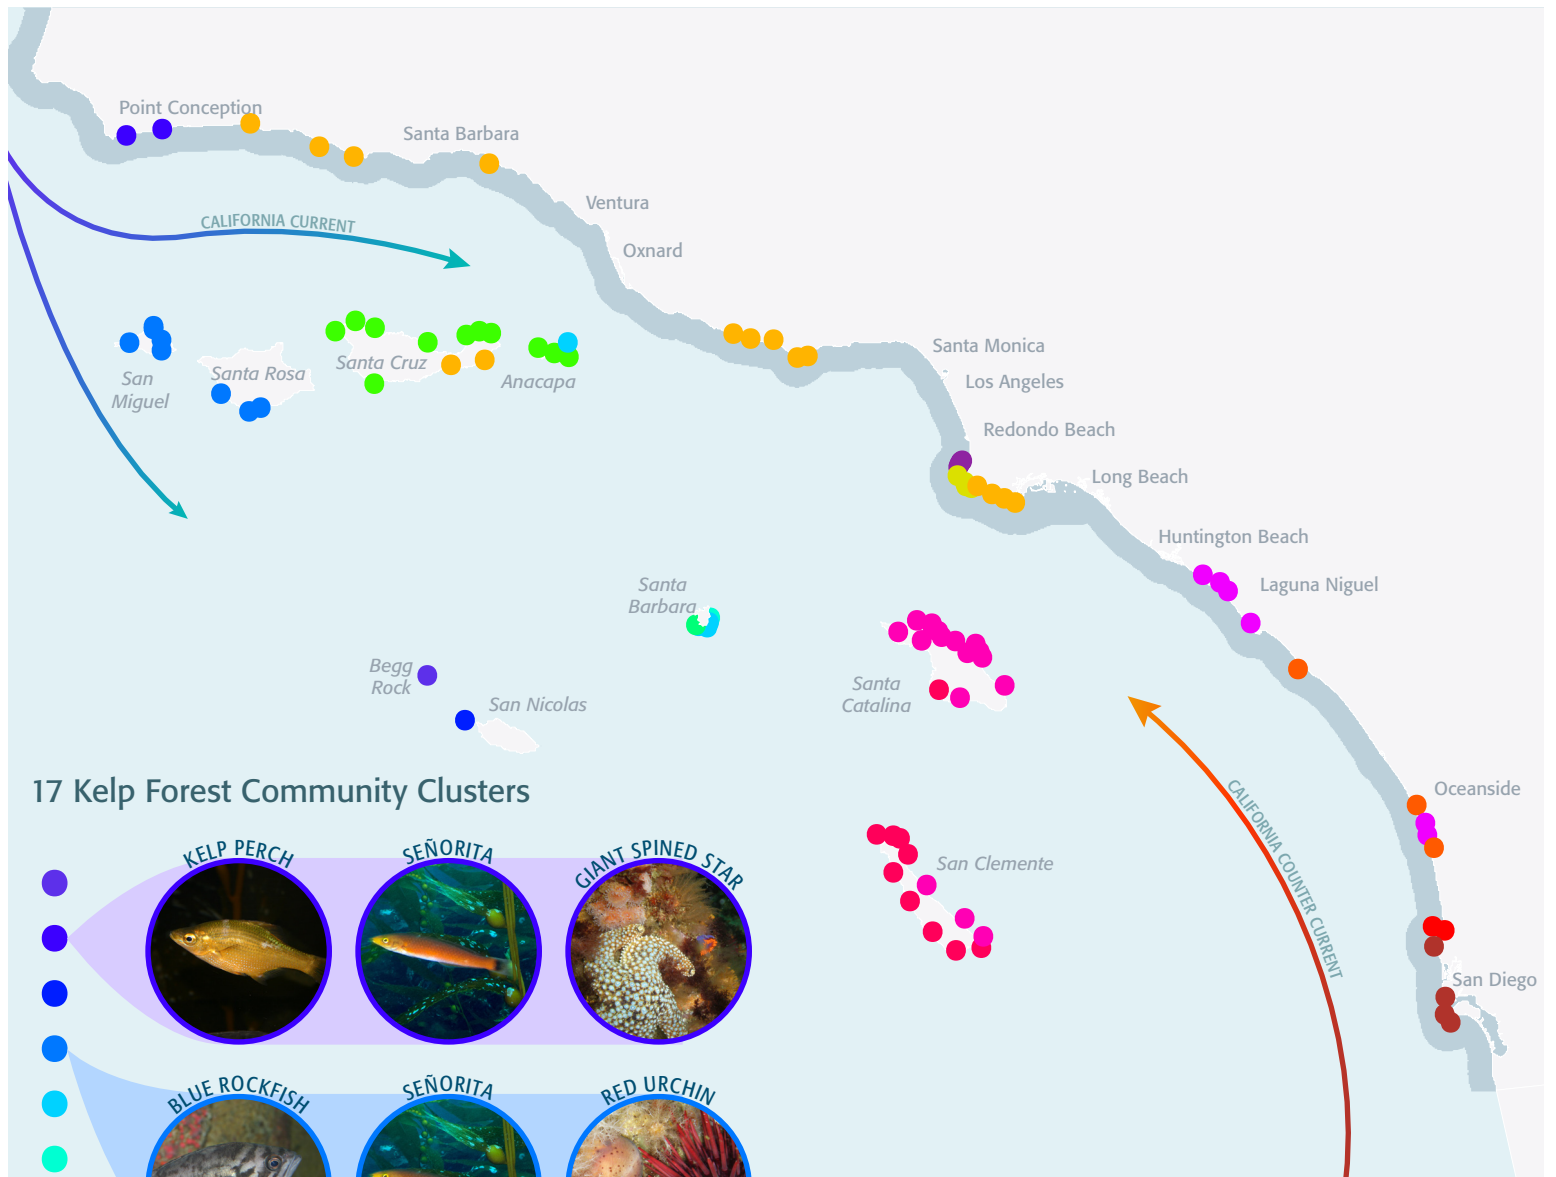 Point Conception
Santa Barbara
Ventura
CALIFORNIA CURRENT
Oxnard
Santa Monica
San
Miguel
Santa Rosa
Santa Cruz
Anacapa
Los Angeles
Redondo Beach
Long Beach
Huntington Beach
Laguna Niguel
Santa
Barbara
Begg
Rock
San Nicolas
Santa
Catalina
17 Kelp Forest Community Clusters
Oceanside
CALIFORNIA COUNTER CURRENT
San Clemente
San Diego
KELP PERCH
SEÑORITA
GIANT SPINED STAR
BLUE ROCKFISH
SEÑORITA
RED URCHIN